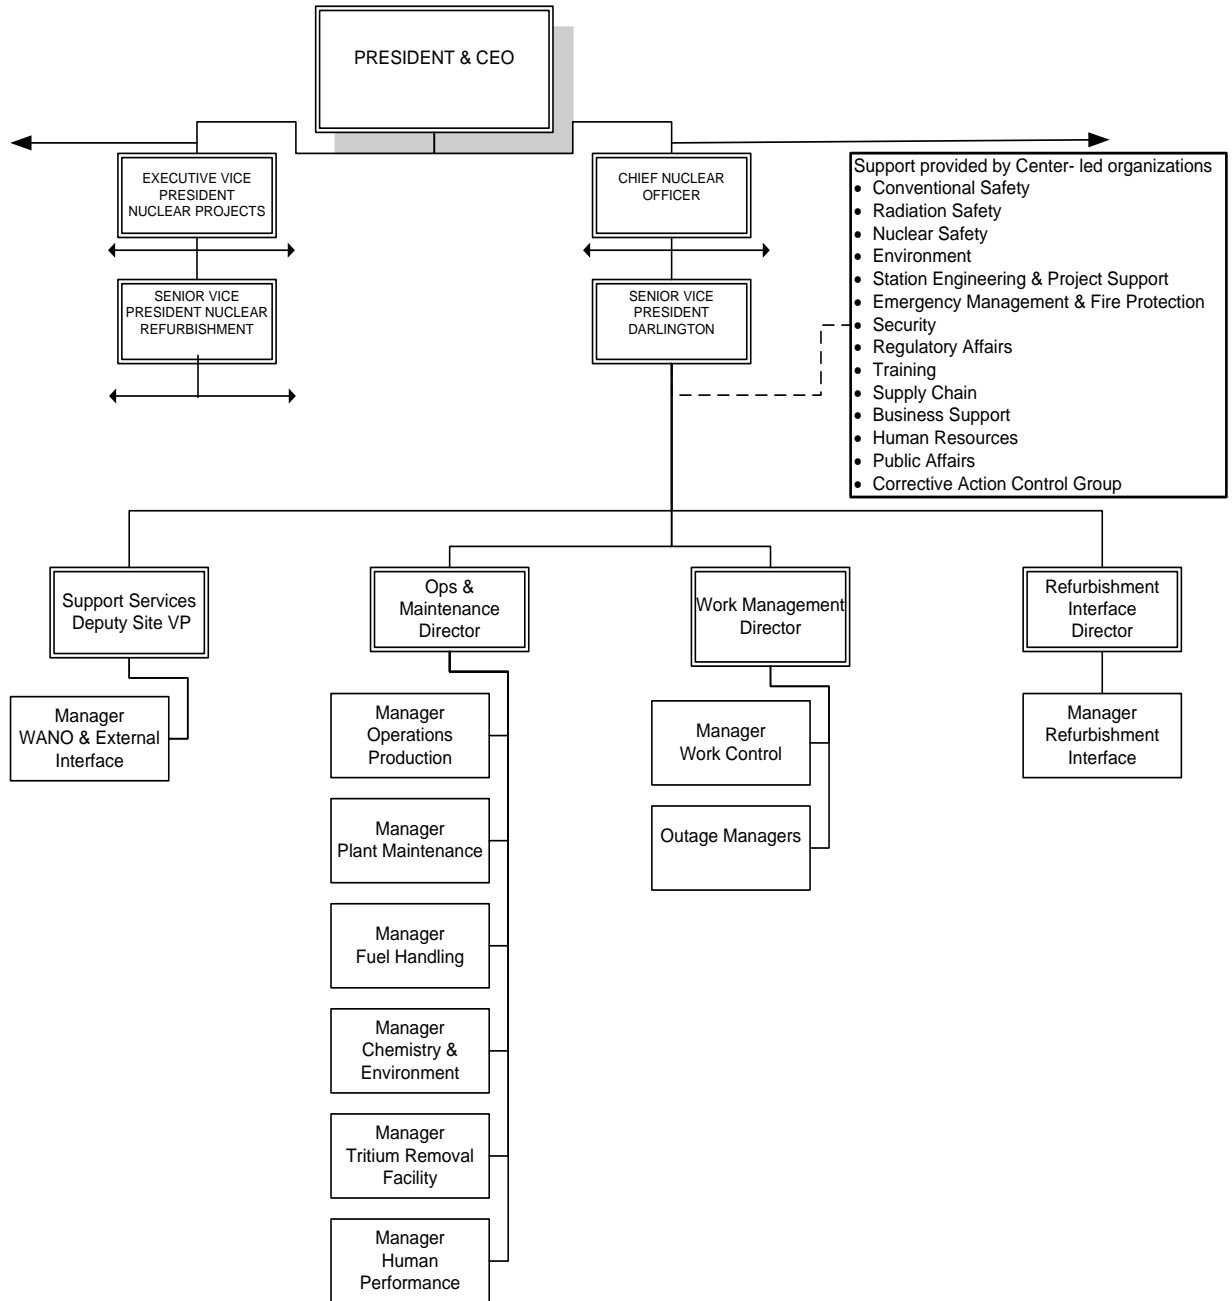 PRESIDENT & CEO
EXECUTIVE VICE
PRESIDENT
NUCLEAR PROJECTS
CHIEF NUCLEAR
OFFICER
Support provided by Center- led organizations
• Conventional Safety
• Radiation Safety
• Nuclear Safety
• Environment
• Station Engineering & Project Support
• Emergency Management & Fire Protection
• Security
• Regulatory Affairs
• Training
• Supply Chain
• Business Support
• Human Resources
• Public Affairs
• Corrective Action Control Group
SENIOR VICE
PRESIDENT NUCLEAR
REFURBISHMENT
SENIOR VICE
PRESIDENT
DARLINGTON
Support Services
Deputy Site VP
Ops &
Maintenance
Director
Work Management
Director
Refurbishment
Interface
Director
Manager
WANO & External
Interface
Manager
Operations
Production
Manager
Work Control
Manager
Refurbishment
Interface
Manager
Plant Maintenance
Outage Managers
Manager
Fuel Handling
Manager
Chemistry &
Environment
Manager
Tritium Removal
Facility
Manager
Human
Performance